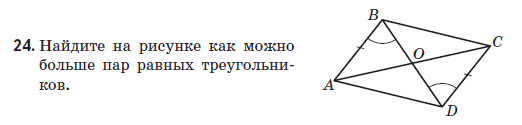 24. Найдите на рисунке как можно
больше пар равных треугольни-
ков.
B
C
O
A
D